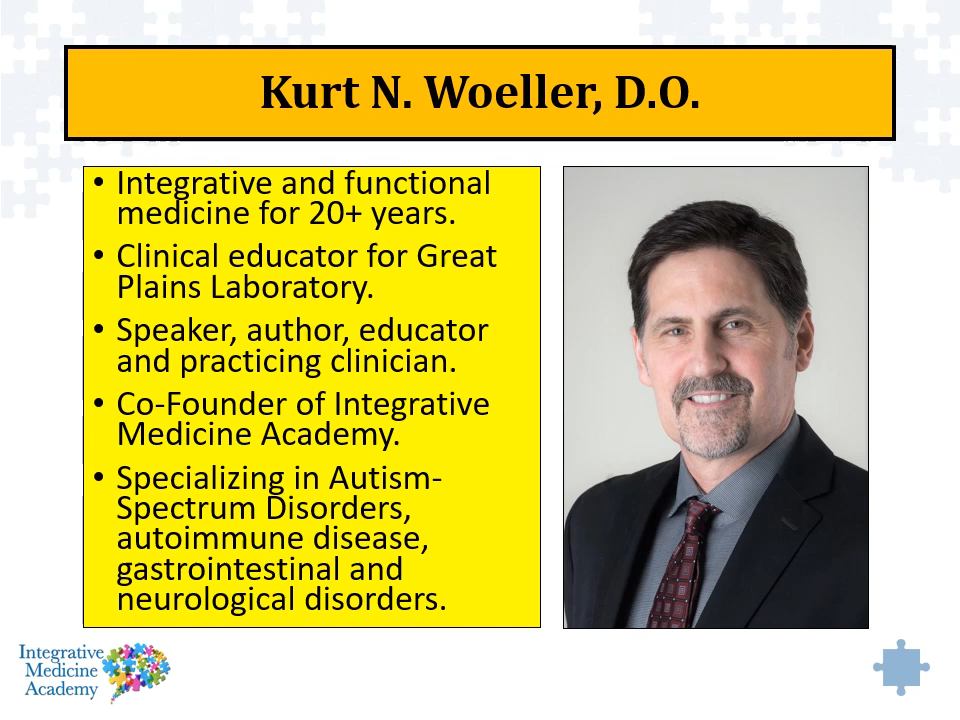 Kurt N. Woeller, D.O.
• Integrative and functional
medicine for 20+ years.
• Clinical educator for Great
Plains Laboratory.
• Speaker, author, educator
and practicing clinician.
• Co-Founder of Integrative
Medicine Academy.
• Specializing in Autism-
Spectrum Disorders,
autoimmune disease,
gastrointestinal and
neurological disorders.
Integrative
Medicine
Academy